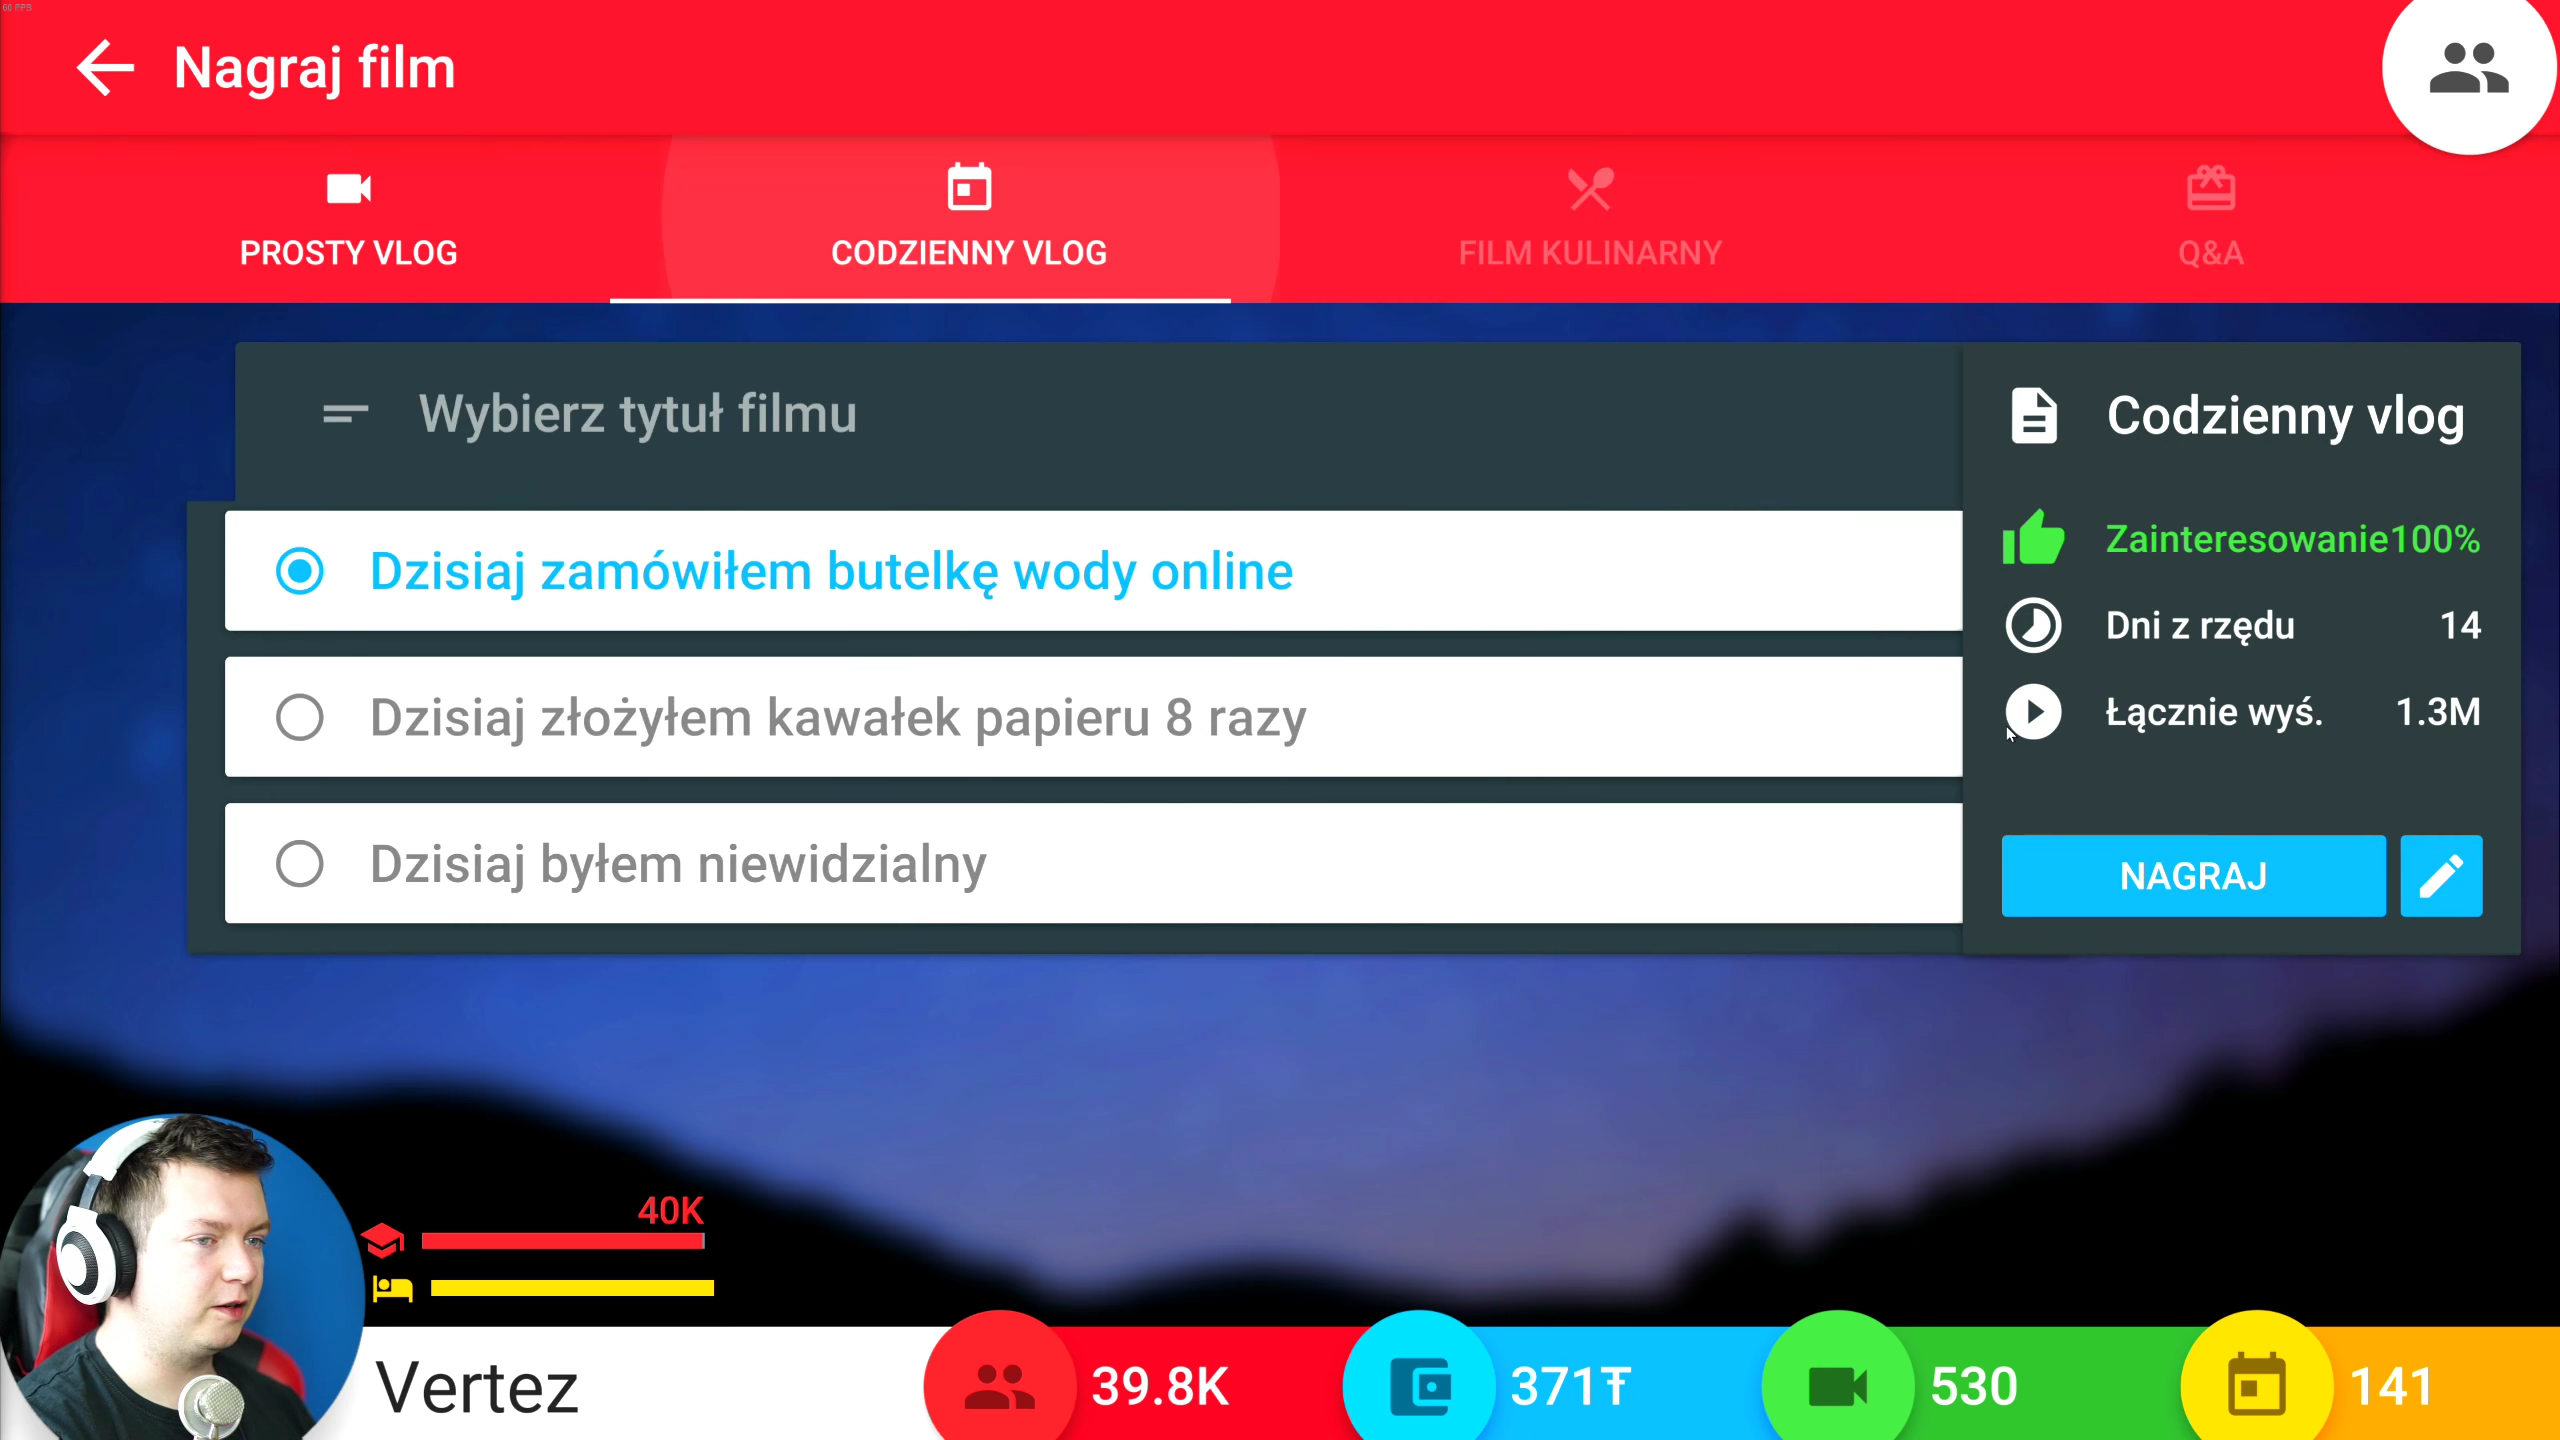 60 FPS
Nagraj film
PROSTY VLOG
CODZIENNY VLOG
FILM KULINARNY
Q&A
Wybierz tytuł filmu
Dzisiaj zamówiłem butelkę wody online
Dzisiaj złożyłem kawałek papieru 8 razy
Dzisiaj byłem niewidzialny
Codzienny vlog
Zainteresowanie100%
Dni z rzędu 14
Łącznie wyś. 1.3M
NAGRAJ
40K
Vertez
39.8K
371Ŧ
530
141